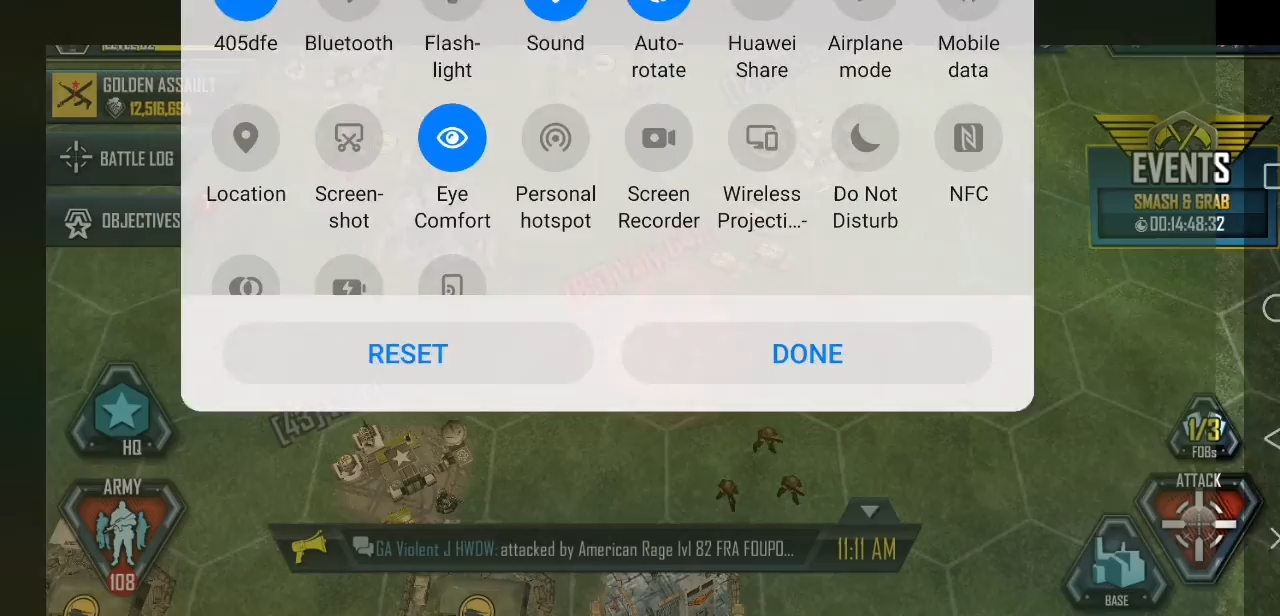 405dfe
Bluetooth
Flash-
light
Sound
Auto-
rotate
Huawei
Share
Airplane
mode
Mobile
data
GOLDEN ASSAULT
12,516,694
BATTLE LOG
OBJECTIVES
Location
Screen-
shot
Eye
Comfort
Personal
hotspot
Screen
Recorder
Wireless
Projecti...-
Do Not
Disturb
NFC
EVENTS
SMASH & GRAB
00:14:48:32
RESET
DONE
HQ
ARMY
108
1/3
FOBs
ATTACK
BASE
GA Violent J HWDW: attacked by American Rage lvl 82 FRA FOUPO...
11:11 AM